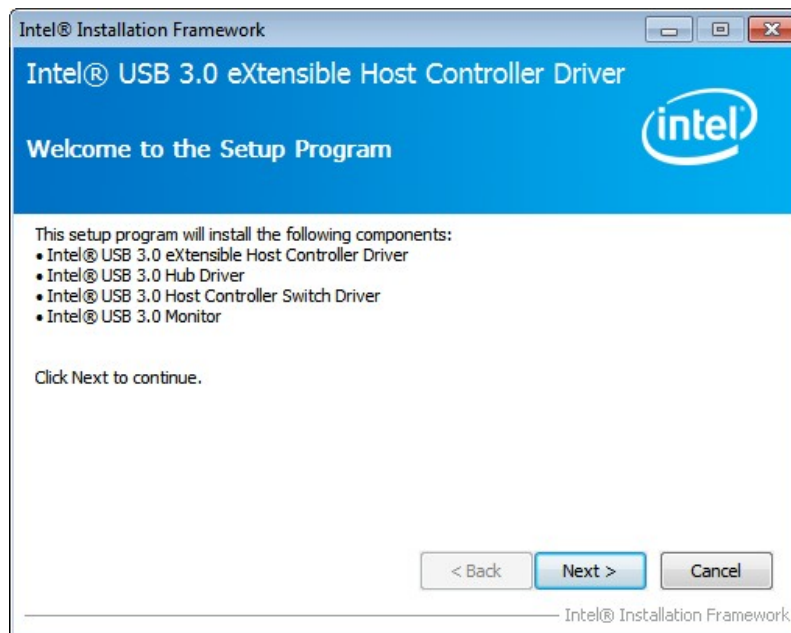 Intel® Installation Framework
Intel® USB 3.0 eXtensible Host Controller Driver
intel®
Welcome to the Setup Program
This setup program will install the following components:
• Intel® USB 3.0 eXtensible Host Controller Driver
• Intel® USB 3.0 Hub Driver
• Intel® USB 3.0 Host Controller Switch Driver
• Intel® USB 3.0 Monitor
Click Next to continue.
< Back Next > Cancel
Intel® Installation Framework